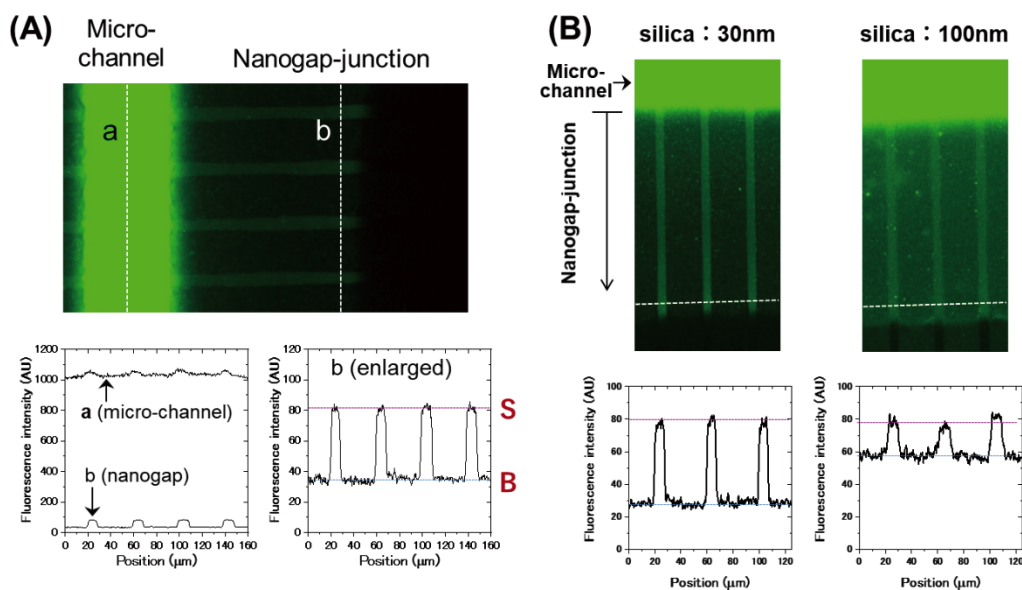 (A)
Micro-
channel
Nanogap-junction
a
b
1200
1000
800
600
400
200
0
Fluorescence intensity (AU)
a (micro-channel)
b (nanogap)
0 20 40 60 80 100 120 140 160
Position (μm)
120
100
80
60
40
20
0
Fluorescence intensity (AU)
b (enlarged)
S
B
0 20 40 60 80 100 120 140 160
Position (μm)
(B)
silica：30nm
silica：100nm
Micro-
channel
Nanogap-junction
100
80
60
40
20
0
Fluorescence intensity (AU)
0 20 40 60 80 100 120
Position (μm)
100
80
60
40
20
0
Fluorescence intensity (AU)
0 20 40 60 80 100 120
Position (μm)